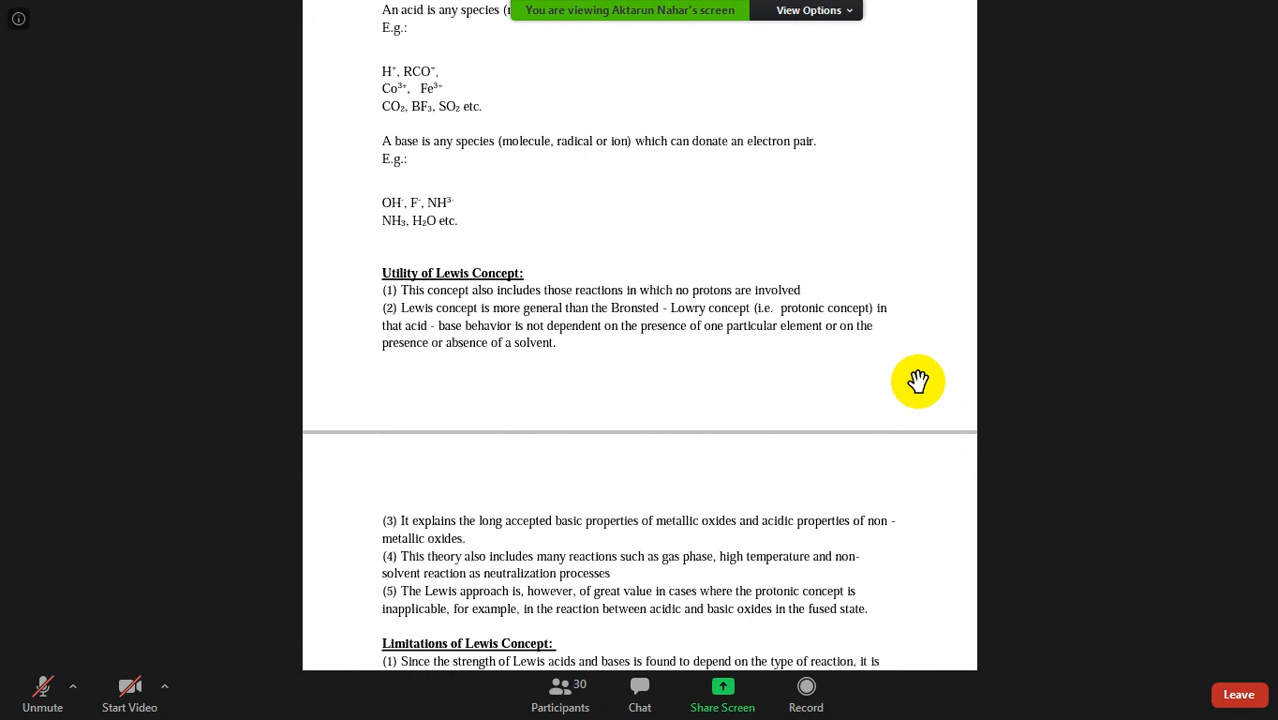 You are viewing Aktarun Nahar's screen
View Options
An acid is any species
E.g.:
H⁺, RCO⁺,
Co³⁺, Fe³⁺
CO₂, BF₃, SO₂ etc.
A base is any species (molecule, radical or ion) which can donate an electron pair.
E.g.:
OH⁻, F⁻, NH³⁻
NH₃, H₂O etc.
Utility of Lewis Concept:
(1) This concept also includes those reactions in which no protons are involved
(2) Lewis concept is more general than the Bronsted - Lowry concept (i.e. protonic concept) in
that acid - base behavior is not dependent on the presence of one particular element or on the
presence or absence of a solvent.
(3) It explains the long accepted basic properties of metallic oxides and acidic properties of non -
metallic oxides.
(4) This theory also includes many reactions such as gas phase, high temperature and non-
solvent reaction as neutralization processes
(5) The Lewis approach is, however, of great value in cases where the protonic concept is
inapplicable, for example, in the reaction between acidic and basic oxides in the fused state.
Limitations of Lewis Concept:
(1) Since the strength of Lewis acids and bases is found to depend on the type of reaction, it is
Unmute
Start Video
30
Participants
Chat
Share Screen
Record
Leave